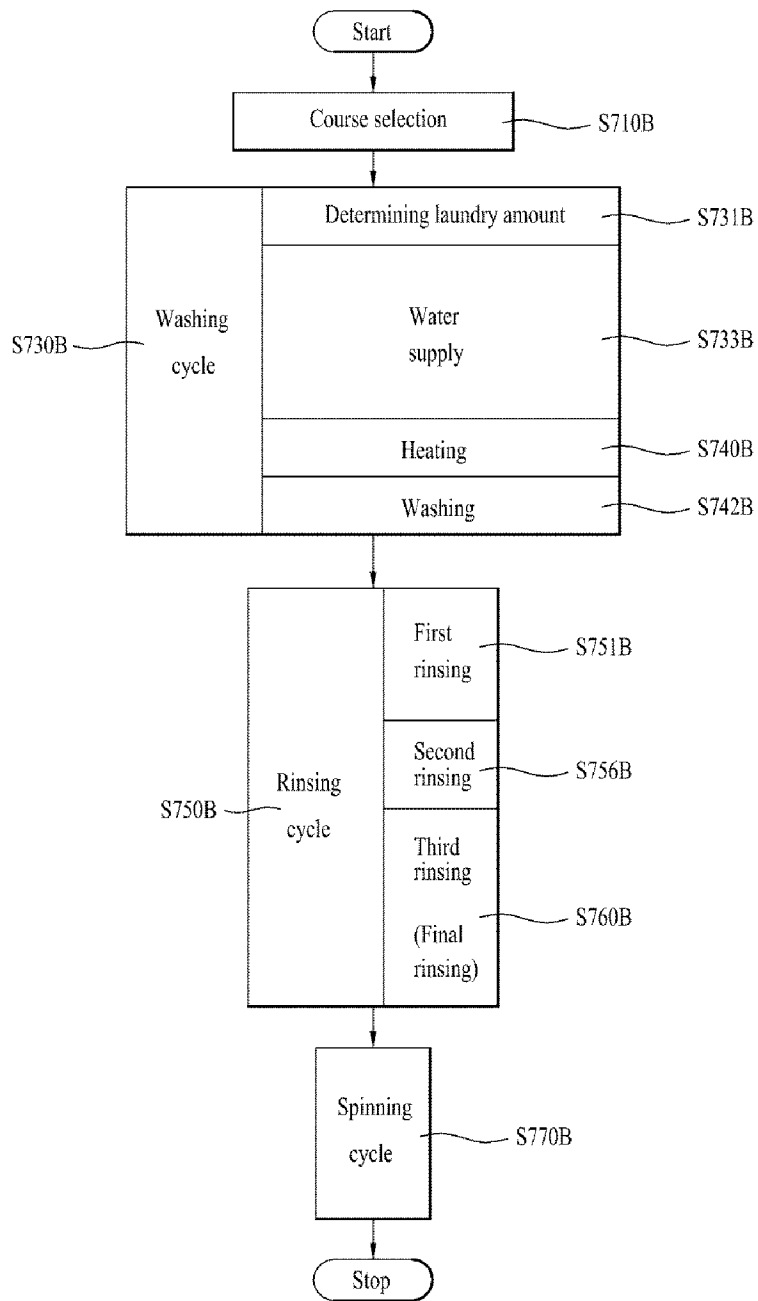 Start
Course selection
S710B
Determining laundry amount
S731B
S730B
Washing
cycle
Water
supply
S733B
Heating
S740B
Washing
S742B
First
rinsing
S751B
Second
rinsing
S756B
S750B
Rinsing
cycle
Third
rinsing
(Final
rinsing)
S760B
Spinning
cycle
S770B
Stop